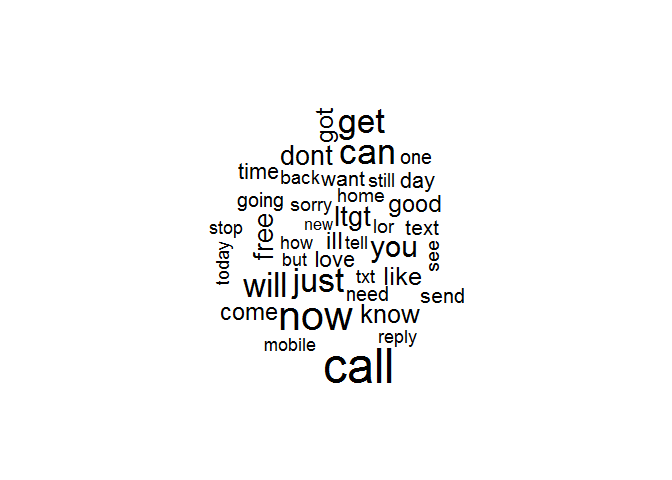 got get
dont can one
time back want still day
going sorry home good
stop free new ltgt lor text
today how ill tell you see
but love
will just txt like
need send
come now know
mobile reply
call